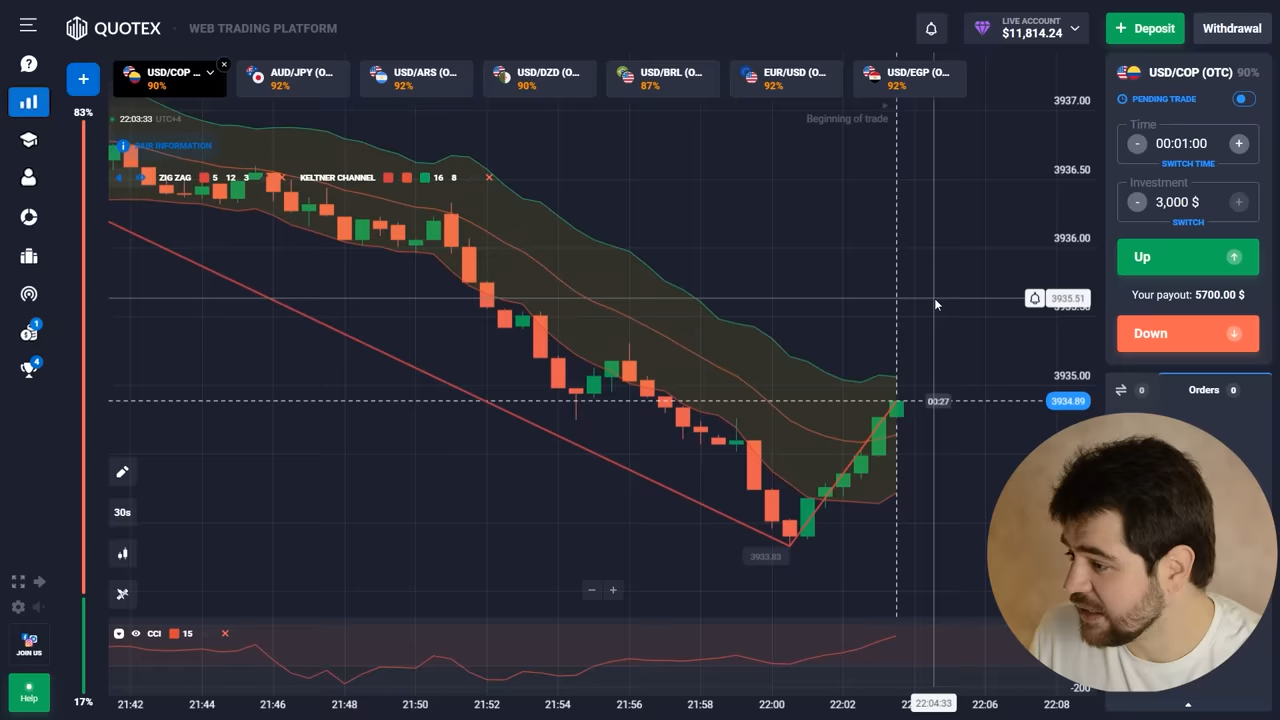 QUOTEX
WEB TRADING PLATFORM
LIVE ACCOUNT
$11,814.24
+ Deposit
Withdrawal
+
USD/COP ...
90%
AUD/JPY (O...
92%
USD/ARS (O...
92%
USD/DZD (O...
90%
USD/BRL (O...
87%
EUR/USD (O...
92%
USD/EGP (O...
92%
USD/COP (OTC) 90%
PENDING TRADE
Time
- 00:01:00 +
SWITCH TIME
Investment
- 3,000 $ +
SWITCH
Up
Your payout: 5700.00 $
Down
0
Orders 0
83%
22:03:33 UTC+4
PAIR INFORMATION
ZIG ZAG 5 12 3
KELTNER CHANNEL 16 8
Beginning of trade
3937.00
3936.50
3936.00
3935.51
3935.00
3934.89
00:27
3933.83
30s
1
4
JOIN US
Help
17%
CCI 15
-200
21:42 21:44 21:46 21:48 21:50 21:52 21:54 21:56 21:58 22:00 22:02 22:04:33 22:06 22:08